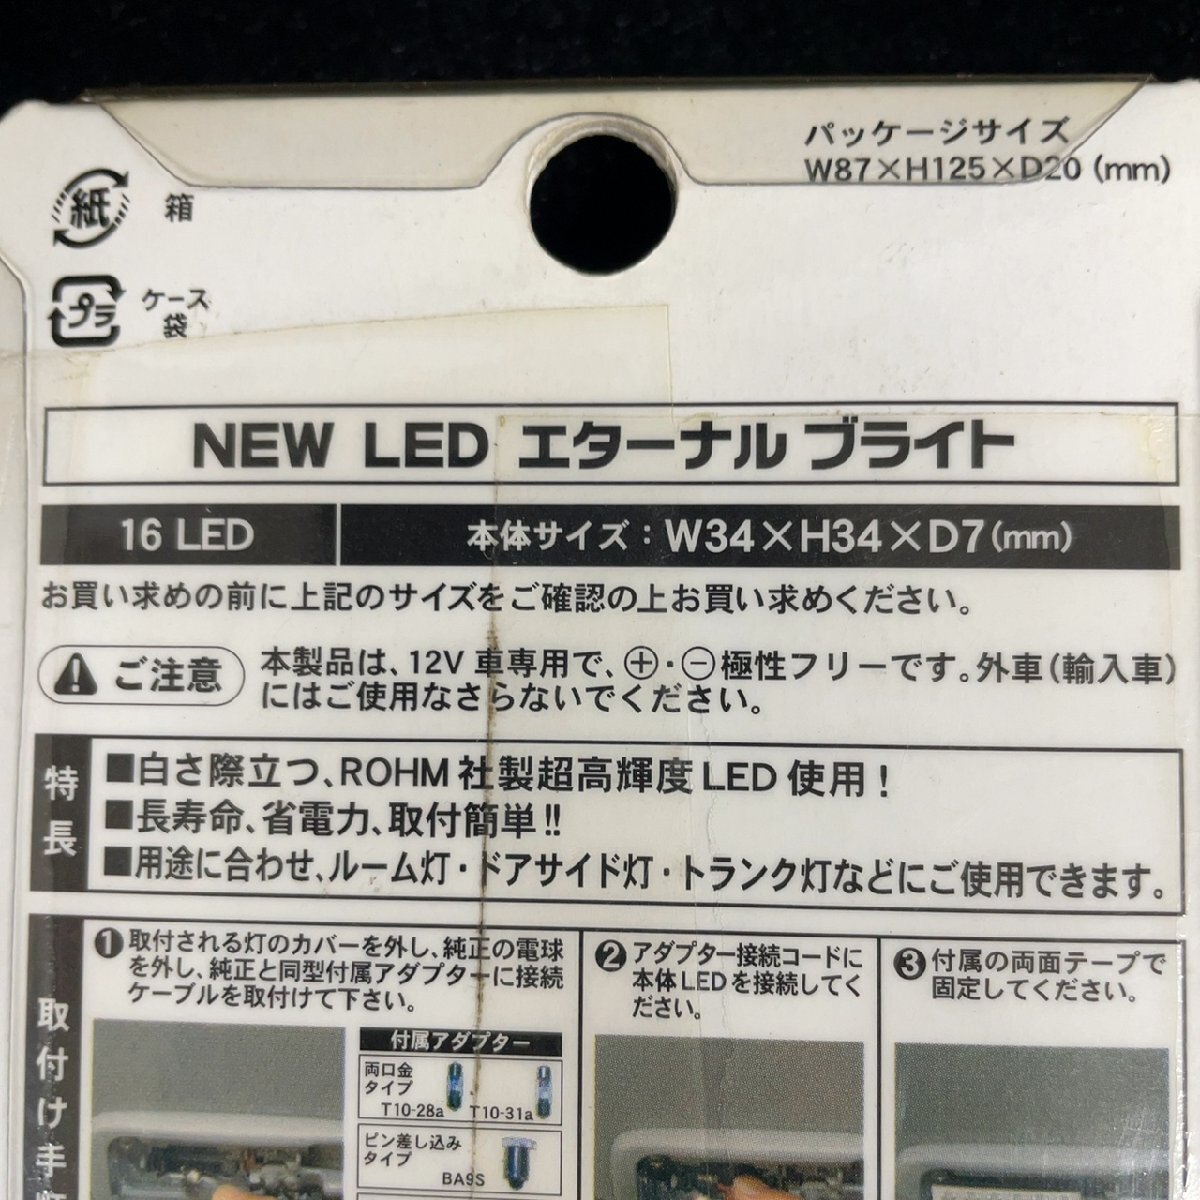 パッケージサイズ
W87×H125×D20(mm)
紙 箱
プラ ケース
袋
NEW LED エターナル ブライト
16 LED 本体サイズ：W34×H34×D7(mm)
お買い求めの前に上記のサイズをご確認の上お買い求めください。
ご注意 本製品は、12V 車専用で、⊕・⊖極性フリーです。外車(輸入車)
にはご使用なさらないでください。
特長
■白さ際立つ、ROHM 社製超高輝度 LED 使用！
■長寿命、省電力、取付簡単!!
■用途に合わせ、ルーム灯・ドアサイド灯・トランク灯などにご使用できます。
取付け手
❶取付される灯のカバーを外し、純正の電球
を外し、純正と同型付属アダプターに接続
ケーブルを取付けて下さい。
付属アダプター
両口金
タイプ
T10-28a T10-31a
ピン差し込み
タイプ
BA9S
❷アダプター接続コードに
本体LEDを接続してく
ださい。
❸付属の両面テープで
固定してください。